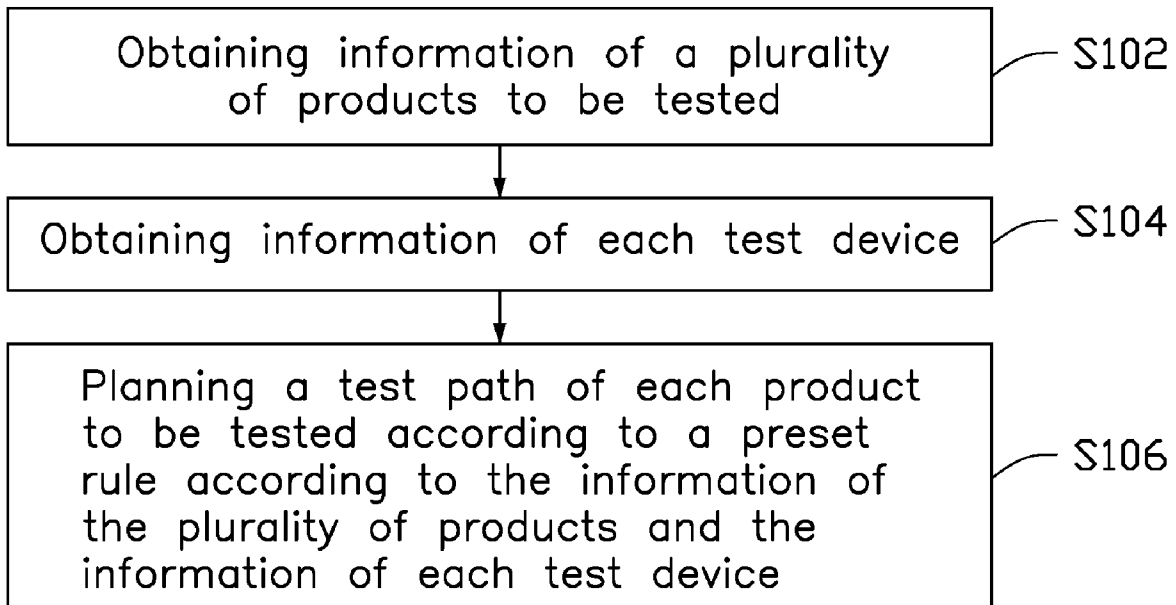 Obtaining information of a plurality
of products to be tested
S102
Obtaining information of each test device
S104
Planning a test path of each product
to be tested according to a preset
rule according to the information of
the plurality of products and the
information of each test device
S106